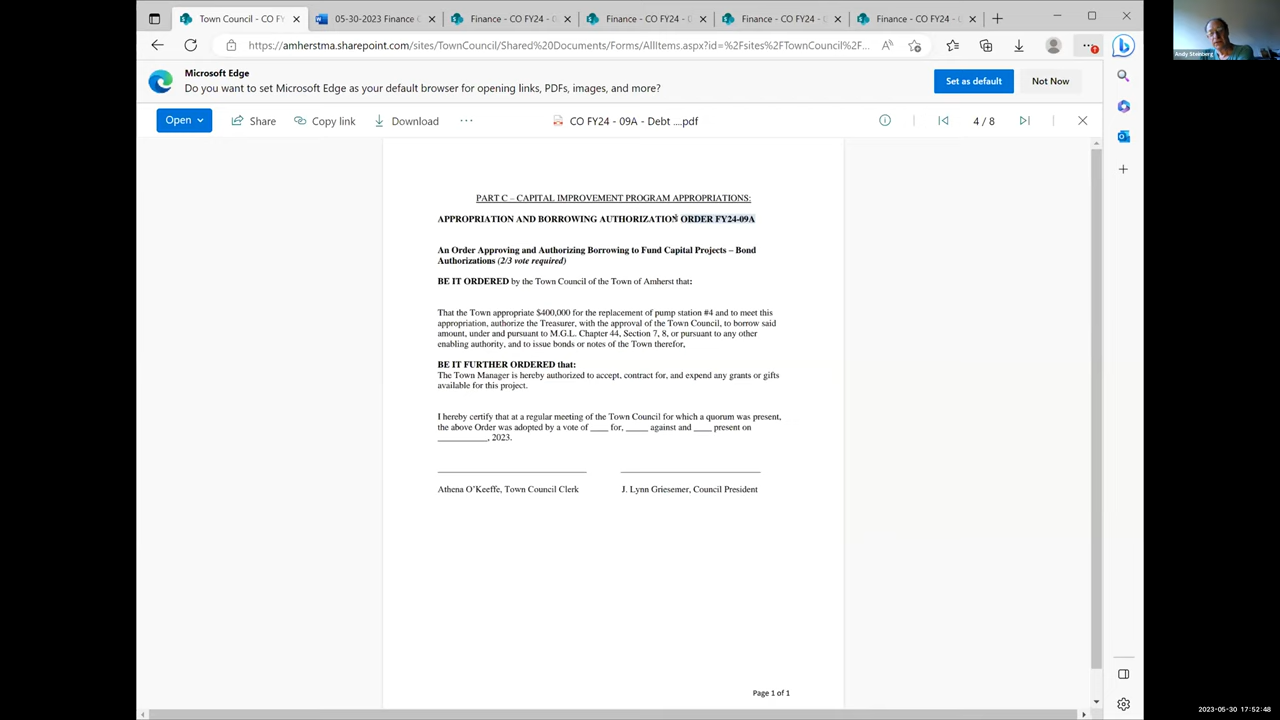 Town Council - CO FY
05-30-2023 Finance C
Finance - CO FY24 - 0
Finance - CO FY24 - D
Finance - CO FY24 - 0
Finance - CO FY24 - 0
https://amherstma.sharepoint.com/sites/TownCouncil/Shared%20Documents/Forms/AllItems.aspx?id=%2Fsites%2FTownCouncil%2F...
Andy Steinberg
Microsoft Edge
Do you want to set Microsoft Edge as your default browser for opening links, PDFs, images, and more?
Set as default
Not Now
Open
Share
Copy link
Download
CO FY24 - 09A - Debt ....pdf
4 / 8
PART C – CAPITAL IMPROVEMENT PROGRAM APPROPRIATIONS:
APPROPRIATION AND BORROWING AUTHORIZATION ORDER FY24-09A
An Order Approving and Authorizing Borrowing to Fund Capital Projects – Bond
Authorizations (2/3 vote required)
BE IT ORDERED by the Town Council of the Town of Amherst that:
That the Town appropriate $400,000 for the replacement of pump station #4 and to meet this
appropriation, authorize the Treasurer, with the approval of the Town Council, to borrow said
amount, under and pursuant to M.G.L. Chapter 44, Section 7, 8, or pursuant to any other
enabling authority, and to issue bonds or notes of the Town therefor,
BE IT FURTHER ORDERED that:
The Town Manager is hereby authorized to accept, contract for, and expend any grants or gifts
available for this project.
I hereby certify that at a regular meeting of the Town Council for which a quorum was present,
the above Order was adopted by a vote of ____ for, _____ against and ____ present on
___________, 2023.
Athena O'Keeffe, Town Council Clerk
J. Lynn Griesemer, Council President
Page 1 of 1
2023-05-30 17:52:48